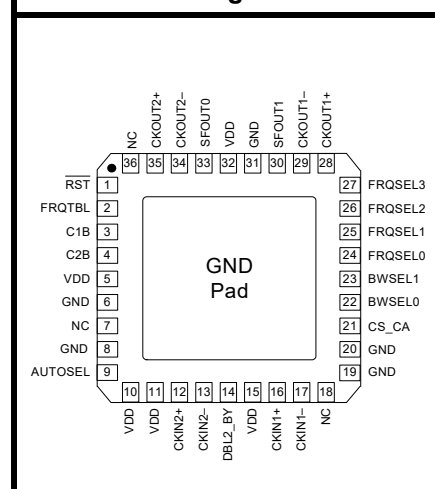 NC
CKOUT2+
CKOUT2–
SFOUT0
VDD
GND
SFOUT1
CKOUT1–
CKOUT1+
36 35 34 33 32 31 30 29 28
RST 1
FRQTBL 2
C1B 3
C2B 4
VDD 5
GND 6
NC 7
GND 8
AUTOSEL 9
GND
Pad
27 FRQSEL3
26 FRQSEL2
25 FRQSEL1
24 FRQSEL0
23 BWSEL1
22 BWSEL0
21 CS_CA
20 GND
19 GND
10 11 12 13 14 15 16 17 18
VDD
VDD
CKIN2+
CKIN2–
DBL2_BY
VDD
CKIN1+
CKIN1–
NC